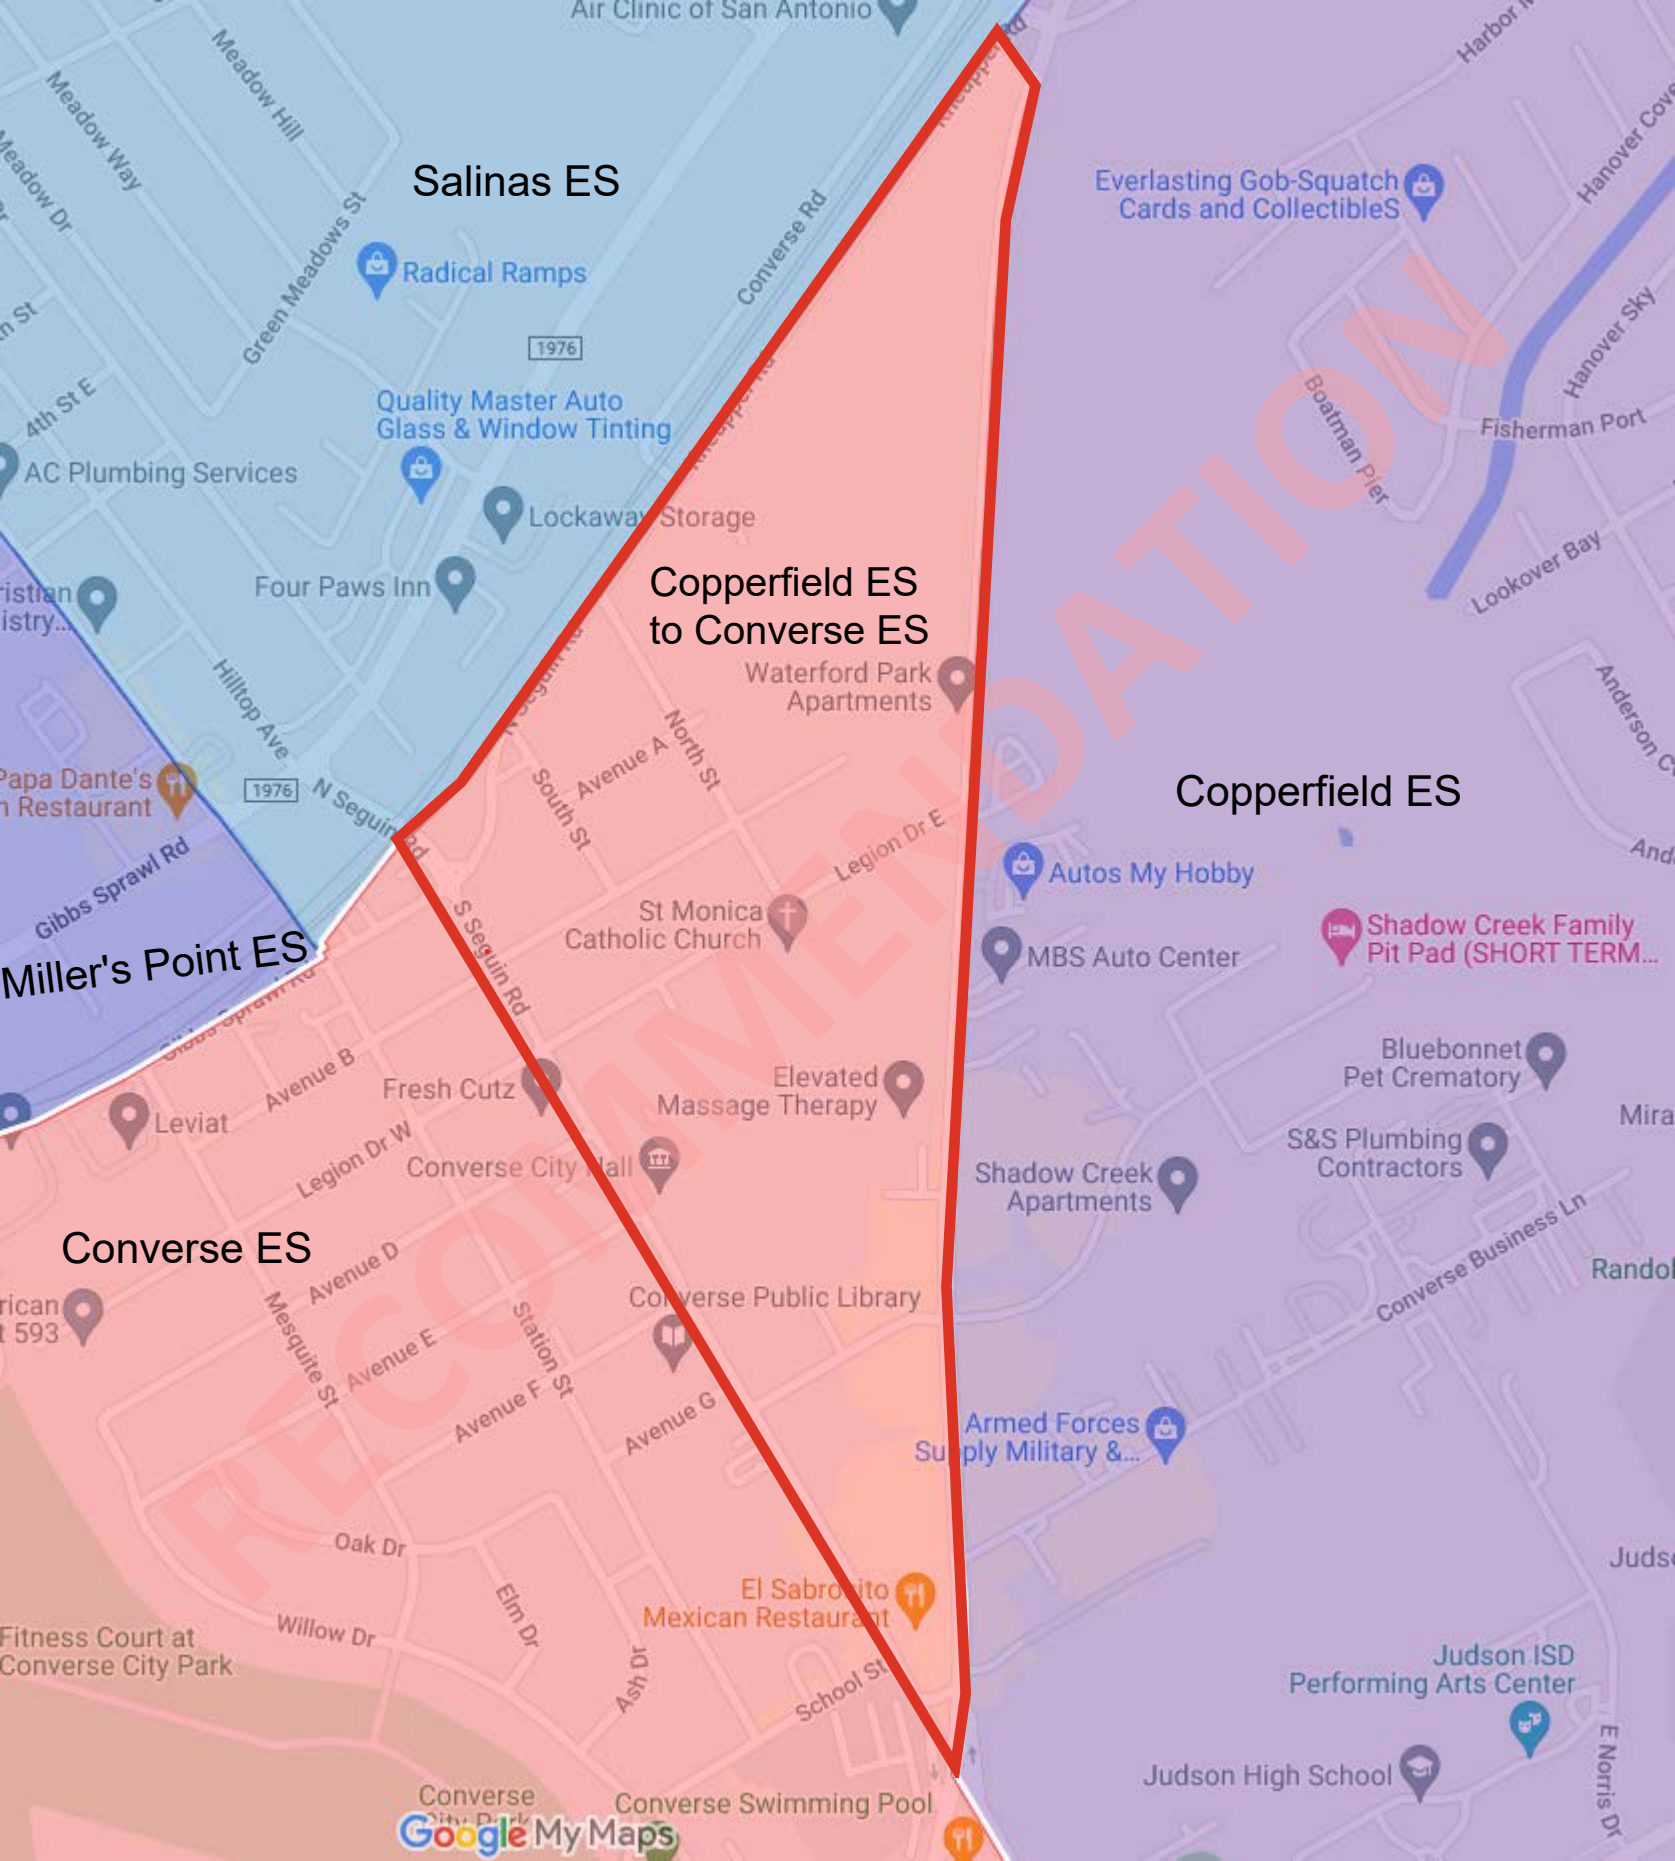 Air Clinic of San Antonio
Meadow Hill
Meadow Way
Meadow Dr
Harbor
Hanover Cove
Salinas ES
Everlasting Gob-Squatch
Cards and CollectibleS
Converse Rd
Radical Ramps
Green Meadows St
Hanover Sky
1976
4th St E
Quality Master Auto
Glass & Window Tinting
Boatman Pier
Fisherman Port
AC Plumbing Services
Lockaway Storage
Lookover Bay
Four Paws Inn
Copperfield ES
to Converse ES
Waterford Park
Apartments
Hilltop Ave
North St
Avenue A
South St
Anderson
Papa Dante's
Restaurant
1976
N Seguin Rd
Copperfield ES
Gibbs Sprawl Rd
Legion Dr E
Autos My Hobby
S Seguin Rd
St Monica
Catholic Church
Miller's Point ES
MBS Auto Center
Shadow Creek Family
Pit Pad (SHORT TERM...
Gibbs Sprawl Rd
Avenue B
Fresh Cutz
Elevated
Massage Therapy
Bluebonnet
Pet Crematory
Leviat
Legion Dr W
Converse City Hall
S&S Plumbing
Contractors
Shadow Creek
Apartments
Converse ES
Avenue D
Converse Business Ln
593
Mesquite St
Station St
Converse Public Library
Avenue E
Avenue F
Avenue G
Armed Forces
Supply Military &...
RECOMMENDATION
Oak Dr
Elm Dr
El Sabrosito
Mexican Restaurant
Willow Dr
Fitness Court at
Converse City Park
Ash Dr
School St
Judson ISD
Performing Arts Center
E Norris Dr
Judson High School
Converse
City Park
Converse Swimming Pool
Google My Maps